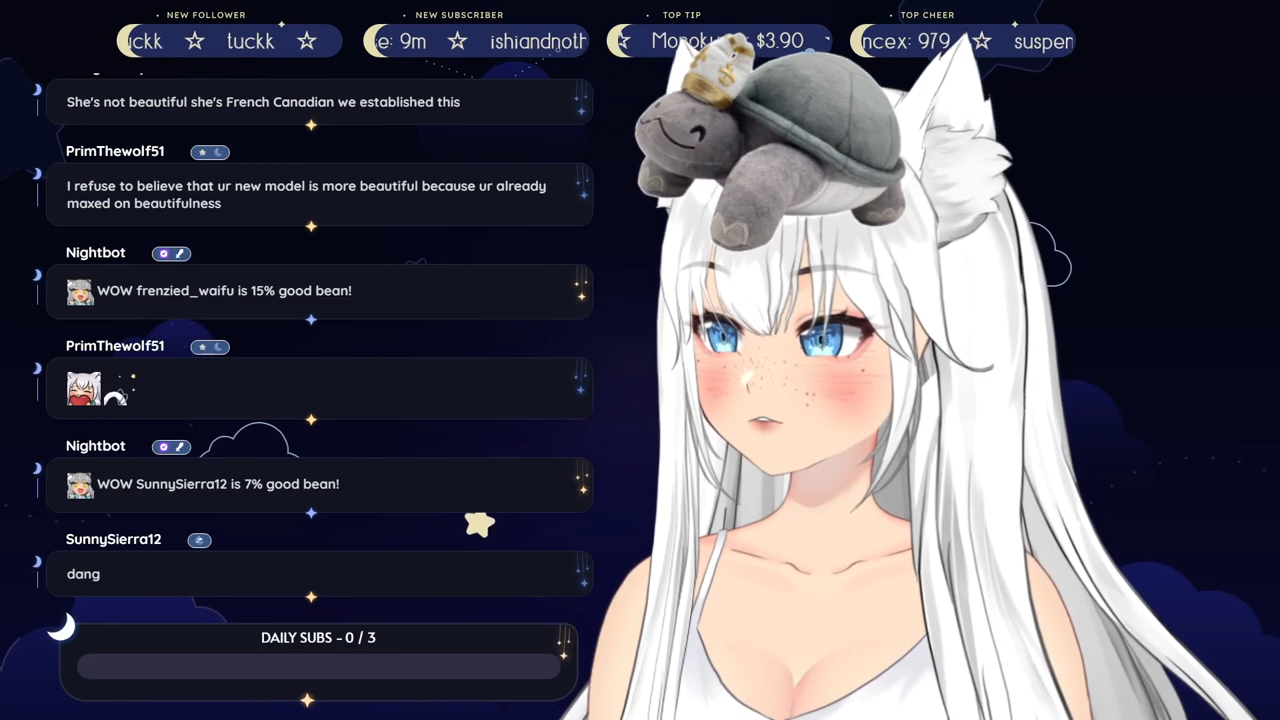 NEW FOLLOWER
NEW SUBSCRIBER
TOP TIP
TOP CHEER
uckk ☆ tuckk ☆
e: 9m ☆ ishiandnoth
☆ $3.90
ncex: 979 ☆ suspen
She's not beautiful she's French Canadian we established this
PrimThewolf51
I refuse to believe that ur new model is more beautiful because ur already
maxed on beautifulness
Nightbot
WOW frenzied_waifu is 15% good bean!
PrimThewolf51
Nightbot
WOW SunnySierra12 is 7% good bean!
SunnySierra12
dang
DAILY SUBS - 0 / 3